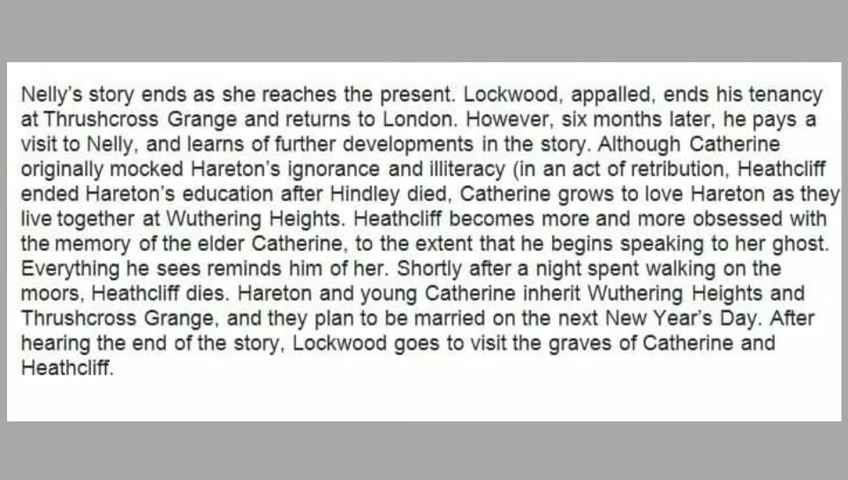 Nelly's story ends as she reaches the present. Lockwood, appalled, ends his tenancy
at Thrushcross Grange and returns to London. However, six months later, he pays a
visit to Nelly, and learns of further developments in the story. Although Catherine
originally mocked Hareton's ignorance and illiteracy (in an act of retribution, Heathcliff
ended Hareton's education after Hindley died, Catherine grows to love Hareton as they
live together at Wuthering Heights. Heathcliff becomes more and more obsessed with
the memory of the elder Catherine, to the extent that he begins speaking to her ghost.
Everything he sees reminds him of her. Shortly after a night spent walking on the
moors, Heathcliff dies. Hareton and young Catherine inherit Wuthering Heights and
Thrushcross Grange, and they plan to be married on the next New Year's Day. After
hearing the end of the story, Lockwood goes to visit the graves of Catherine and
Heathcliff.